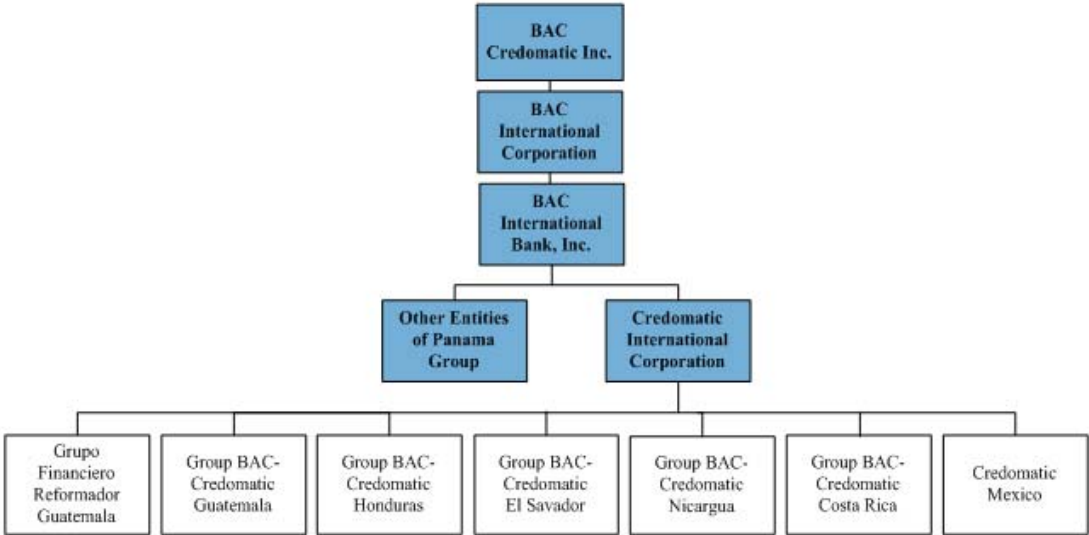 BAC
Credomatic Inc.
BAC
International
Corporation
BAC
International
Bank, Inc.
Other Entities
of Panama
Group
Credomatic
International
Corporation
Grupo
Financiero
Reformador
Guatemala
Group BAC-
Credomatic
Guatemala
Group BAC-
Credomatic
Honduras
Group BAC-
Credomatic
El Savador
Group BAC-
Credomatic
Nicargua
Group BAC-
Credomatic
Costa Rica
Credomatic
Mexico